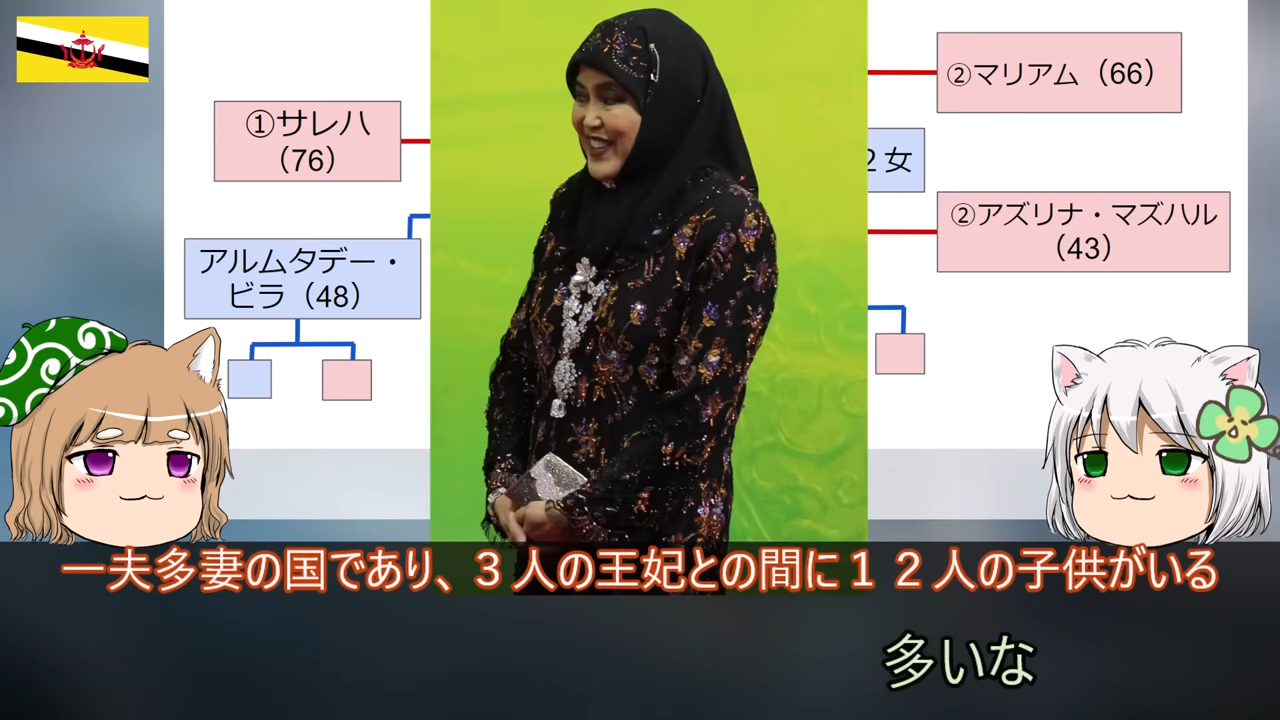 ①サレハ
（76）
②マリアム（66）
２女
②アズリナ・マズハル
（43）
アルムタデー・
ビラ（48）
一夫多妻の国であり、３人の王妃との間に１２人の子供がいる
多いな